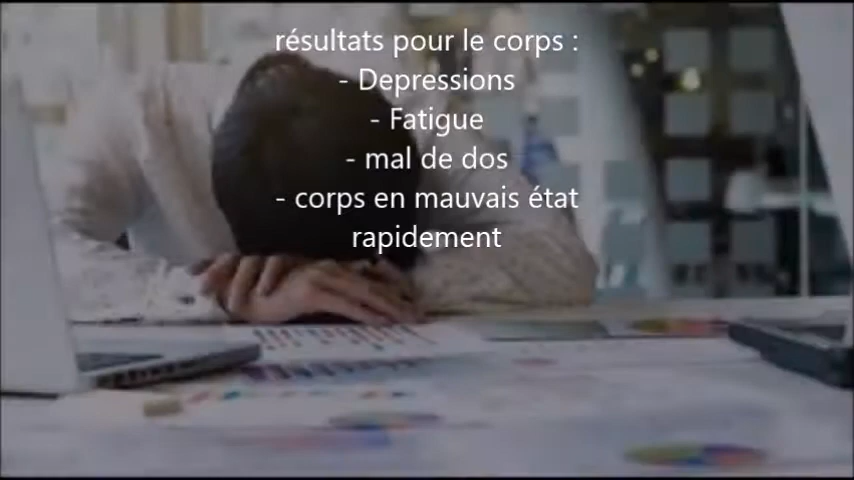 résultats pour le corps :
- Depressions
- Fatigue
- mal de dos
- corps en mauvais état
rapidement